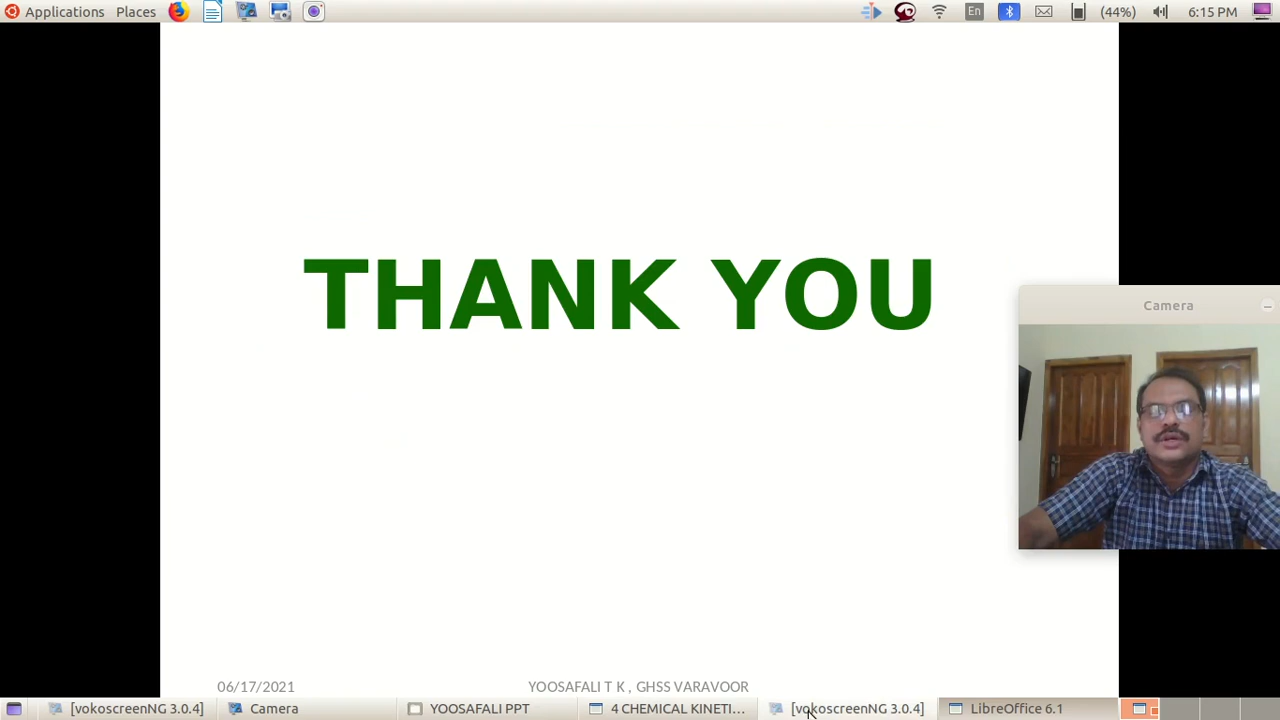 Applications Places En (44%) 6:15 PM
THANK YOU
Camera
06/17/2021 YOOSAFALI T K , GHSS VARAVOOR
[vokoscreenNG 3.0.4] Camera YOOSAFALI PPT 4 CHEMICAL KINETI... [vokoscreenNG 3.0.4] LibreOffice 6.1